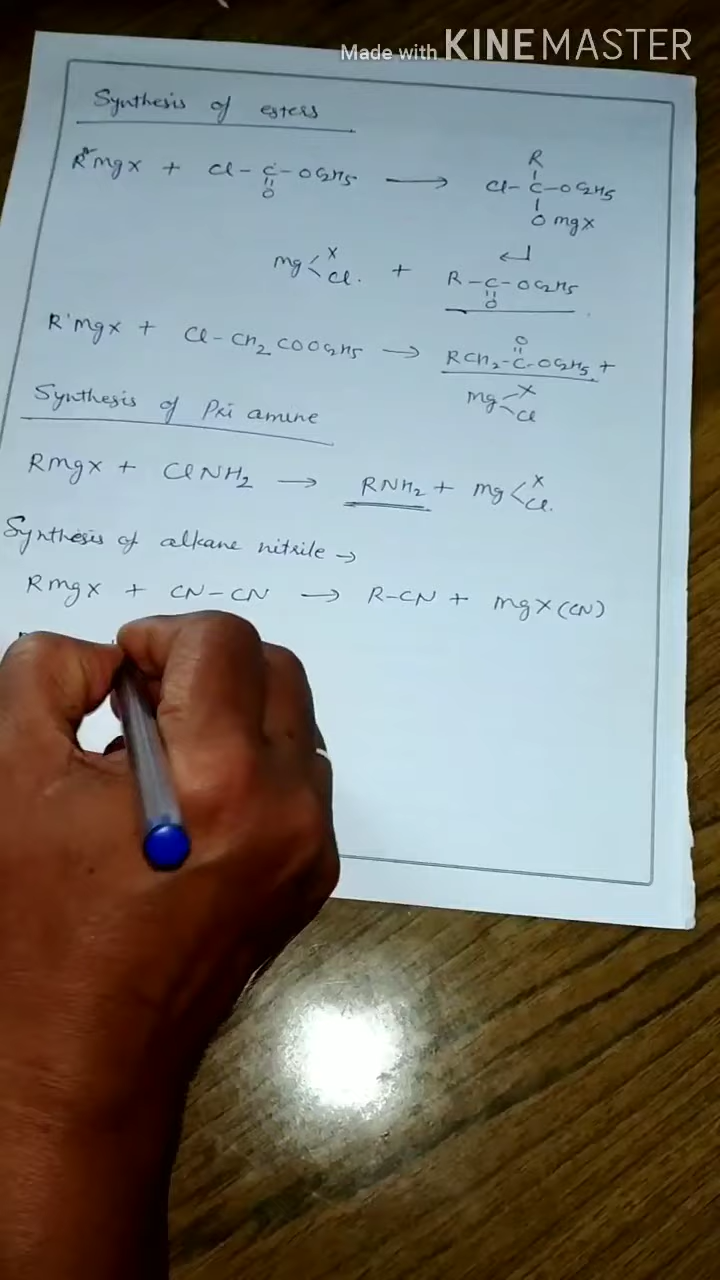 Made with KINEMASTER
Synthesis of esters
RMgX + Cl-C-OC2H5 → Cl-C-OC2H5
O
R
OMgX
Mg<X Cl. + R-C-OC2H5
O
R'MgX + Cl-CH2COOC2H5 → RCH2-C-OC2H5 +
O
Mg<X Cl
Synthesis of Pri amine
RMgX + ClNH2 → RNH2 + Mg<X Cl.
Synthesis of alkane nitrile →
RMgX + CN-CN → R-CN + MgX(CN)